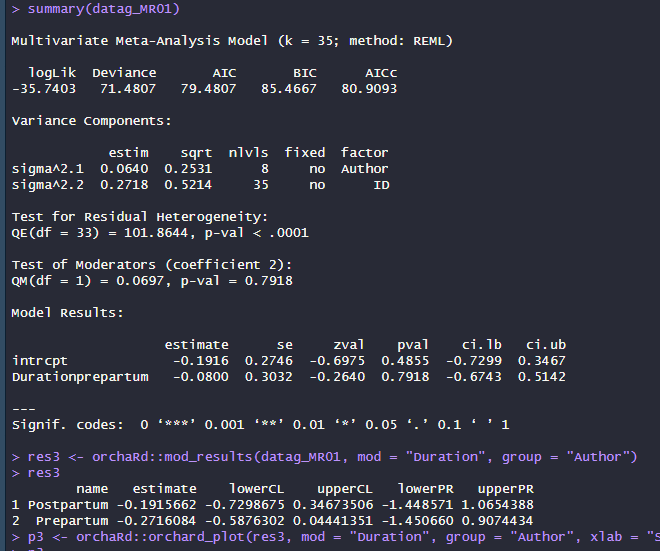 > summary(datag_MR01)
Multivariate Meta-Analysis Model (k = 35; method: REML)
logLik Deviance AIC BIC AICc
-35.7403 71.4807 79.4807 85.4667 80.9093
Variance Components:
estim sqrt nlvls fixed factor
sigma^2.1 0.0640 0.2531 8 no Author
sigma^2.2 0.2718 0.5214 35 no ID
Test for Residual Heterogeneity:
QE(df = 33) = 101.8644, p-val < .0001
Test of Moderators (coefficient 2):
QM(df = 1) = 0.0697, p-val = 0.7918
Model Results:
estimate se zval pval ci.lb ci.ub
intrcpt -0.1916 0.2746 -0.6975 0.4855 -0.7299 0.3467
Durationprepartum -0.0800 0.3032 -0.2640 0.7918 -0.6743 0.5142
---
Signif. codes: 0 ‘***’ 0.001 ‘**’ 0.01 ‘*’ 0.05 ‘.’ 0.1 ‘ ’ 1
> res3 <- orchaRd::mod_results(datag_MR01, mod = "Duration", group = "Author")
> res3
name estimate lowerCL upperCL lowerPR upperPR
1 Postpartum -0.1915662 -0.7298675 0.34673506 -1.448571 1.0654388
2 Prepartum -0.2716084 -0.5876302 0.04441351 -1.450660 0.9074434
> p3 <- orchaRd::orchard_plot(res3, mod = "Duration", group = "Author", xlab = "S